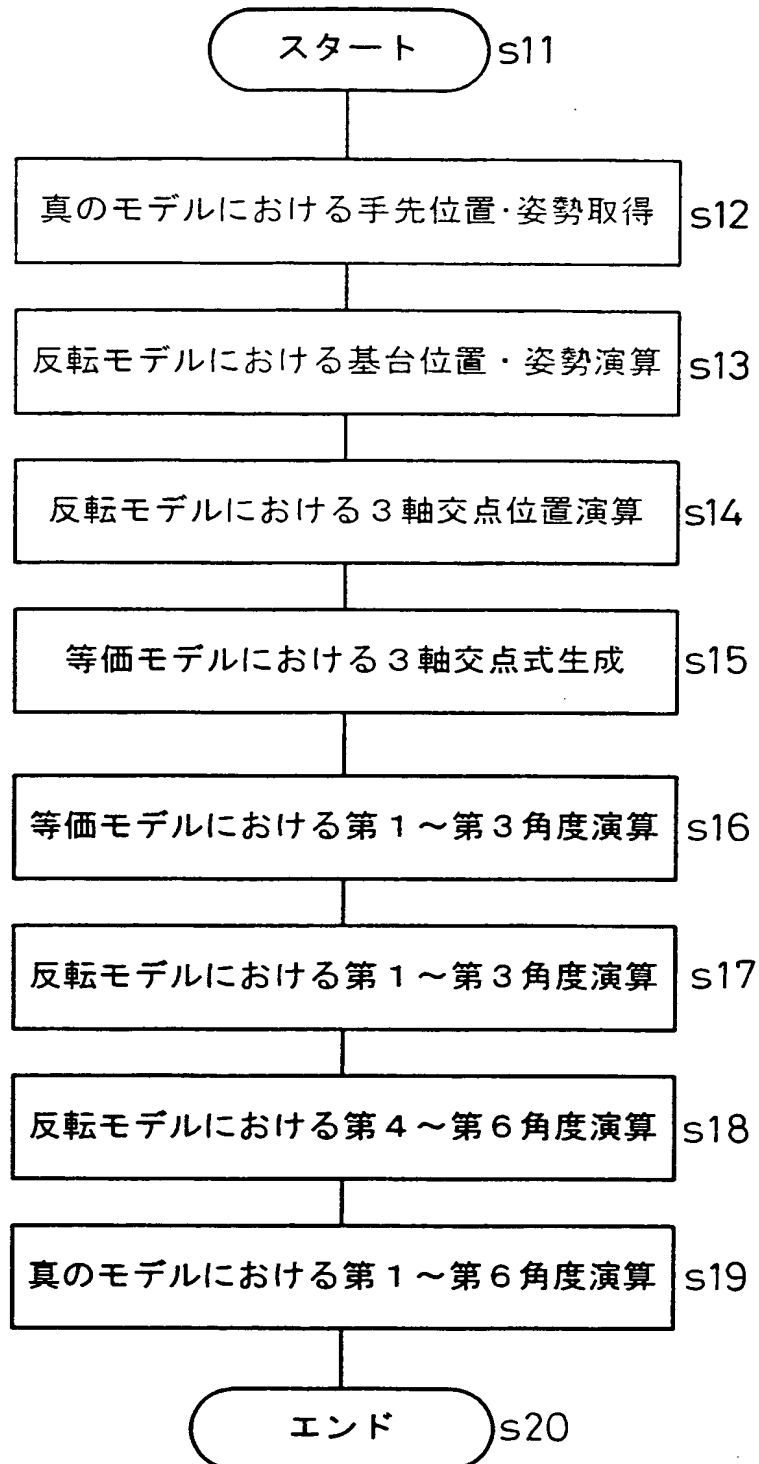 スタート s11
真のモデルにおける手先位置･姿勢取得 s12
反転モデルにおける基台位置・姿勢演算 s13
反転モデルにおける３軸交点位置演算 s14
等価モデルにおける３軸交点式生成 s15
等価モデルにおける第１〜第３角度演算 s16
反転モデルにおける第１〜第３角度演算 s17
反転モデルにおける第４〜第６角度演算 s18
真のモデルにおける第１〜第６角度演算 s19
エンド s20